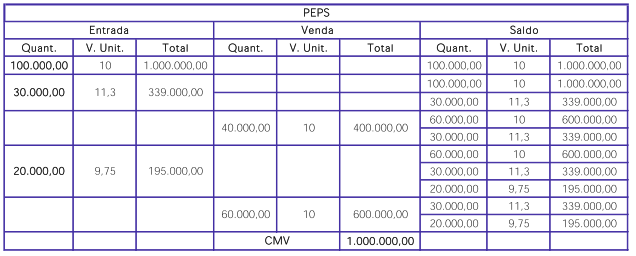 PEPS
Entrada Venda Saldo
Quant. V. Unit. Total Quant. V. Unit. Total Quant. V. Unit. Total
100.000,00 10 1.000.000,00 100.000,00 10 1.000.000,00
100.000,00 10 1.000.000,00
30.000,00 11,3 339.000,00 30.000,00 11,3 339.000,00
60.000,00 10 600.000,00
40.000,00 10 400.000,00 30.000,00 11,3 339.000,00
60.000,00 10 600.000,00
20.000,00 9,75 195.000,00 30.000,00 11,3 339.000,00
20.000,00 9,75 195.000,00
30.000,00 11,3 339.000,00
60.000,00 10 600.000,00 20.000,00 9,75 195.000,00
CMV 1.000.000,00